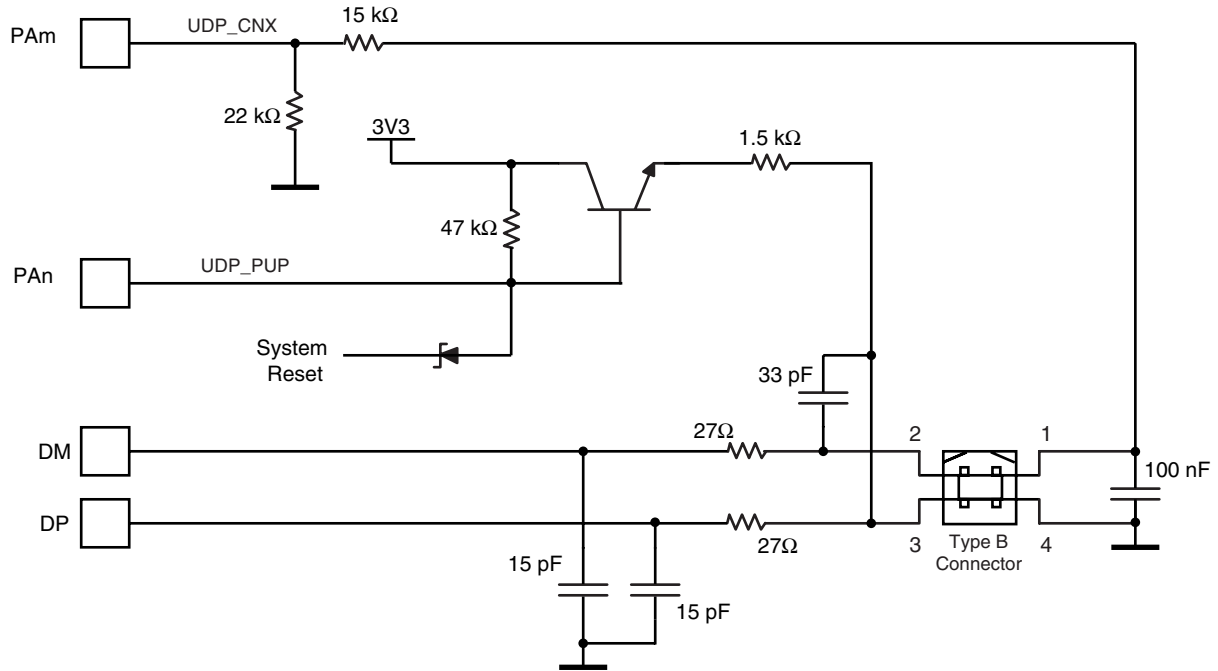 PAm
UDP_CNX
15 kΩ
22 kΩ
3V3
1.5 kΩ
47 kΩ
PAn
UDP_PUP
System
Reset
33 pF
DM
27Ω
2
1
100 nF
DP
27Ω
3
Type B
Connector
4
15 pF
15 pF